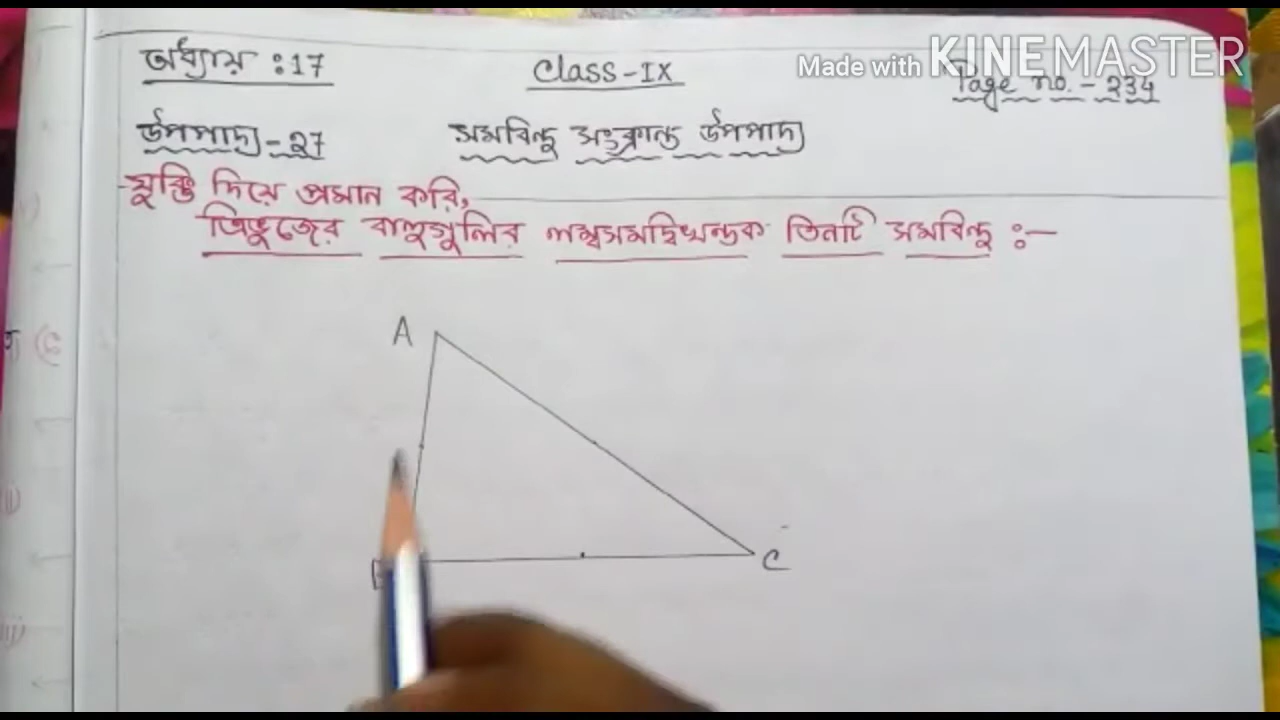 অধ্যায় : 17
Class - IX
Made with KINEMASTER
Page no. - 234
উপপাদ্য - 27
সমবিন্দু সংক্রান্ত উপপাদ্য
যুক্তি দিয়ে প্রমান করি,
ত্রিভুজের বাহুগুলির লম্বসমদ্বিখন্ডক তিনটি সমবিন্দু :-
A
C